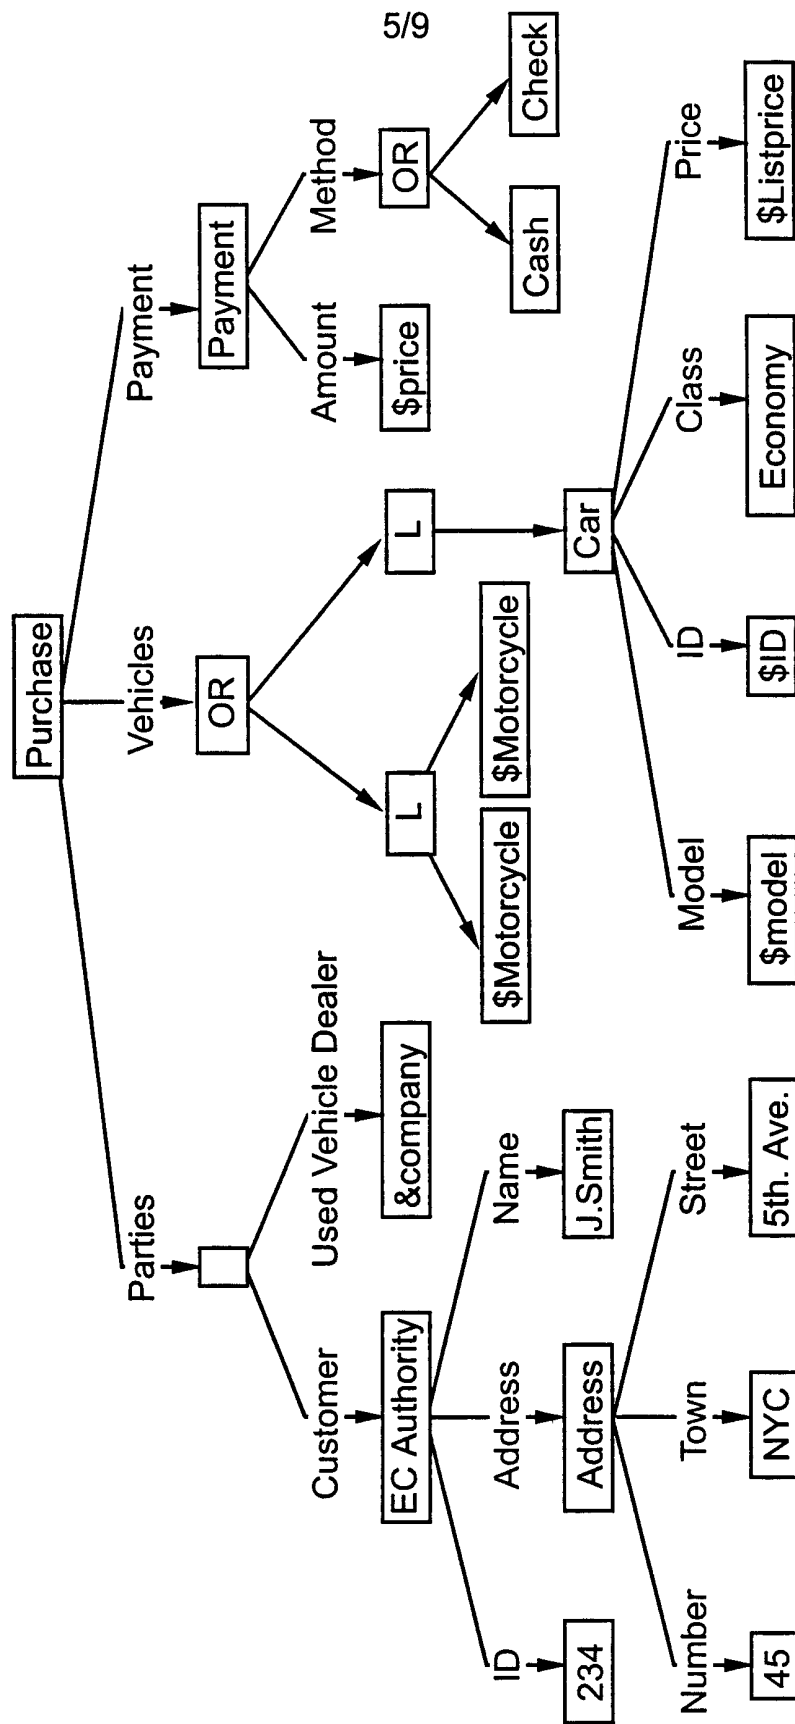 5/9
Purchase
Parties
Vehicles
Payment
OR
Payment
Customer
Used Vehicle Dealer
Amount
Method
EC Authority
&company
L
L
$price
OR
ID
Address
Name
$Motorcycle
$Motorcycle
Cash
Check
234
Address
J.Smith
Car
Number
Town
Street
Model
ID
Class
Price
45
NYC
5th. Ave.
$model
$ID
Economy
$Listprice